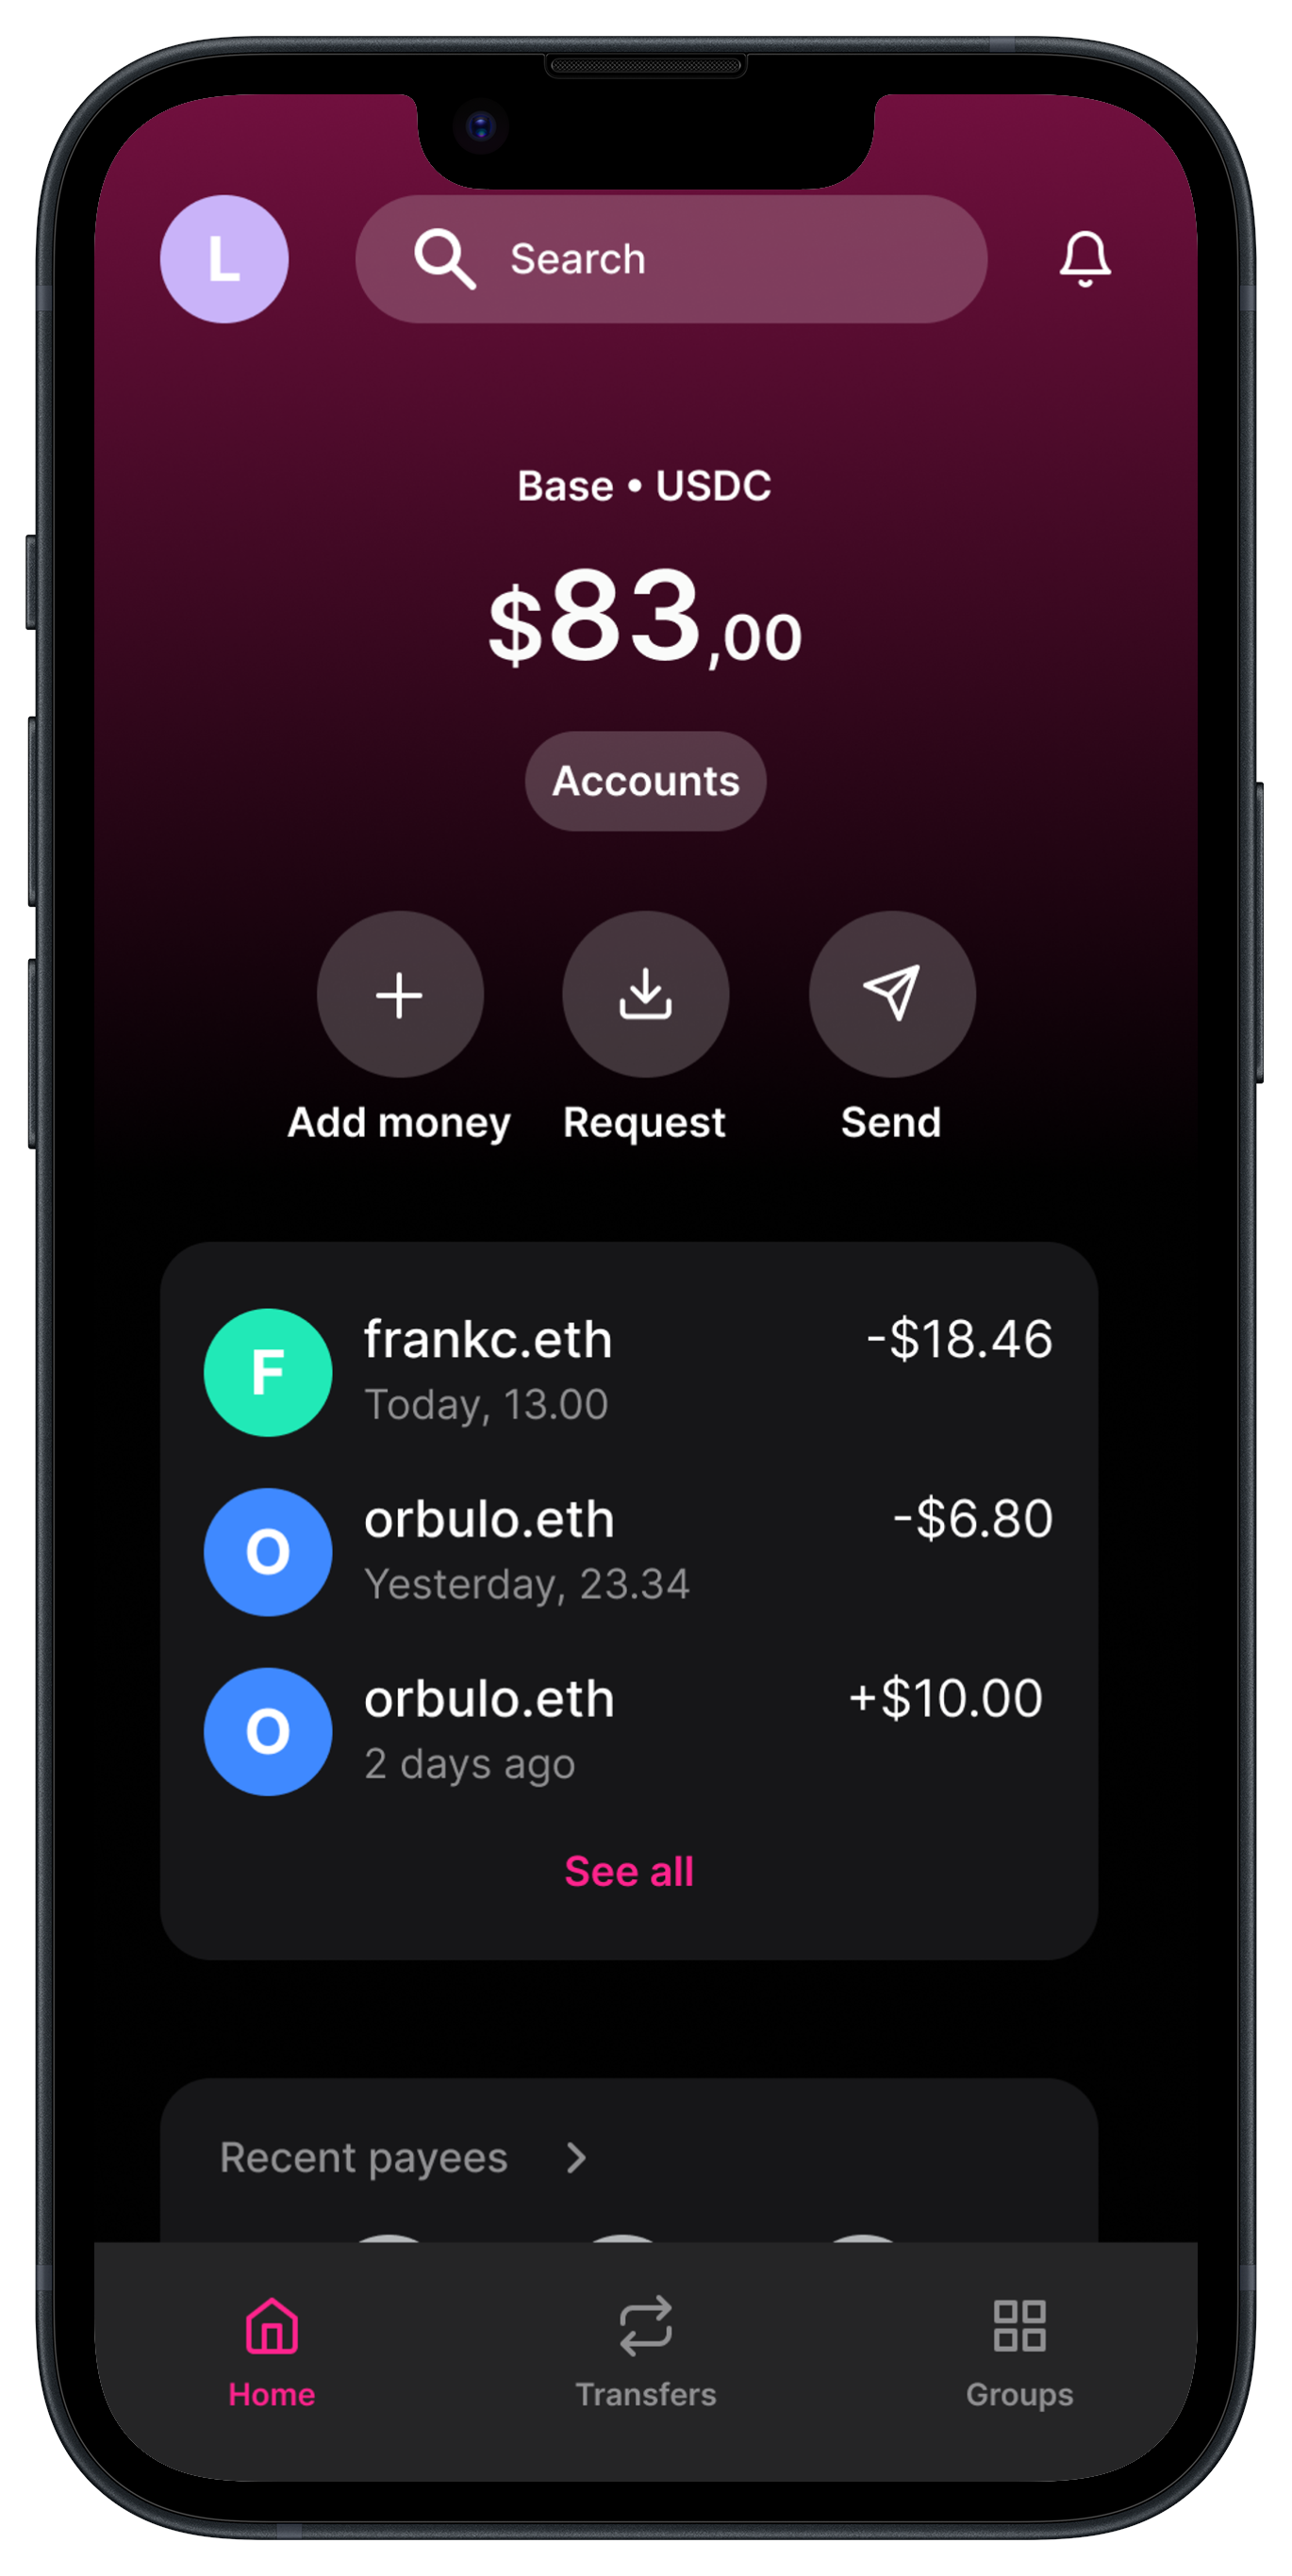 L
Search
Base • USDC
$83,00
Accounts
Add money
Request
Send
F
frankc.eth
-$18.46
Today, 13.00
O
orbulo.eth
-$6.80
Yesterday, 23.34
O
orbulo.eth
+$10.00
2 days ago
See all
Recent payees
Home
Transfers
Groups